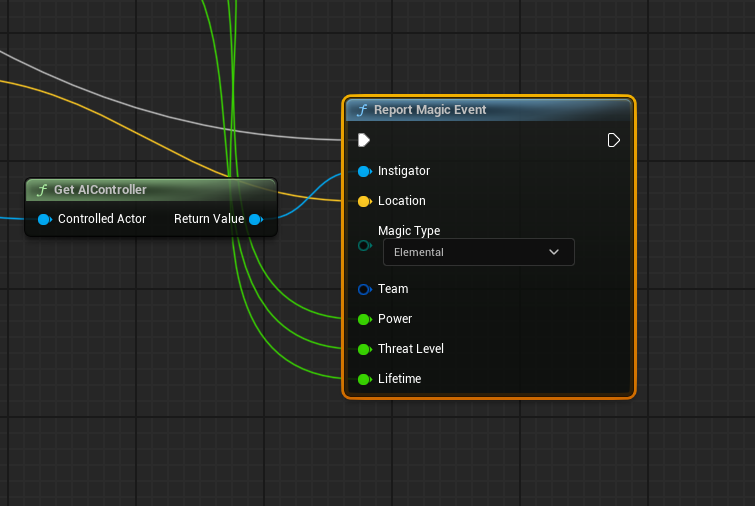 Report Magic Event
Instigator
Get AIController
Location
Controlled Actor Return Value
Magic Type
Elemental
Team
Power
Threat Level
Lifetime